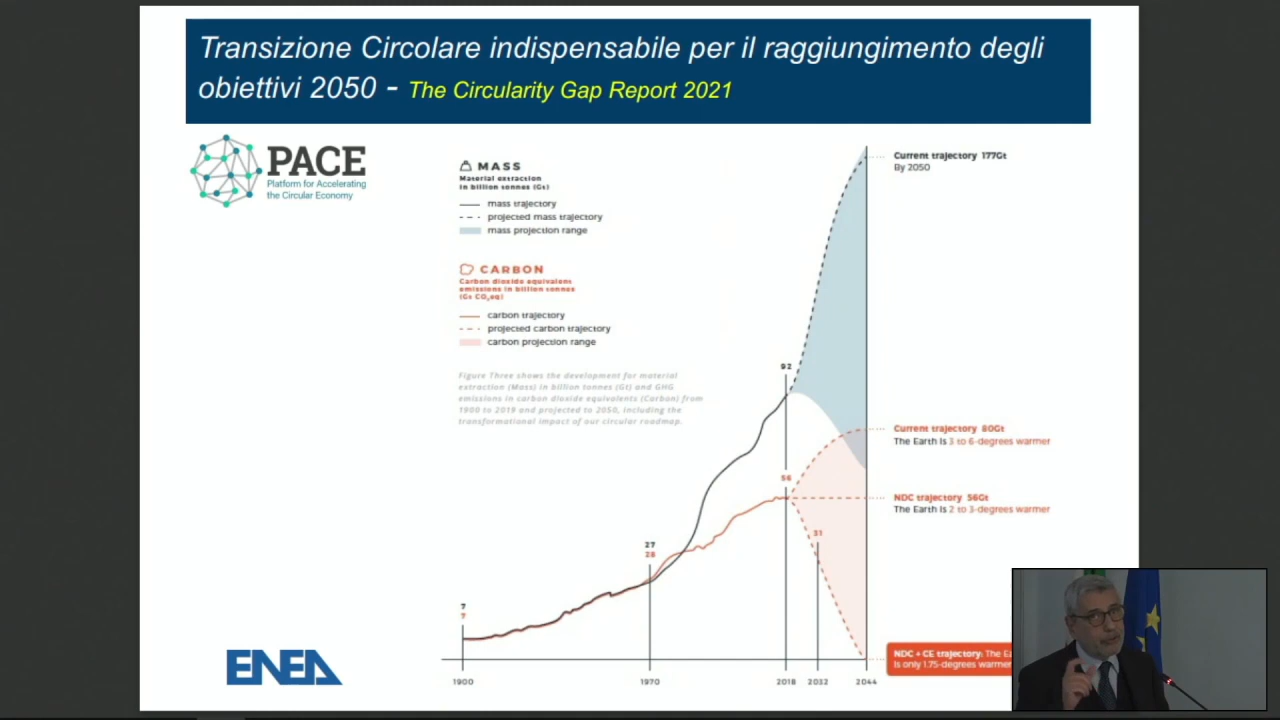 Transizione Circolare indispensabile per il raggiungimento degli
obiettivi 2050 - The Circularity Gap Report 2021
PACE
Platform for Accelerating
the Circular Economy
MASS
Material extraction
in billion tonnes (Gt)
mass trajectory
projected mass trajectory
mass projection range
CARBON
Carbon dioxide equivalent
emissions in billion tonnes
(Gt CO₂eq)
carbon trajectory
projected carbon trajectory
carbon projection range
Figure Three shows the development for material
extraction (Mass) in billion tonnes (Gt) and GHG
emissions in carbon dioxide equivalents (Carbon) from
1900 to 2019 and projected to 2050, including the
transformational impact of our circular roadmap.
Current trajectory 177Gt
By 2050
92
Current trajectory 80Gt
The Earth is 3 to 6-degrees warmer
56
NDC trajectory 56Gt
The Earth is 2 to 3-degrees warmer
31
27
28
7
7
NDC + CE trajectory: The
is only 1.75-degrees warmer
1900
1970
2018
2032
2044
ENEA